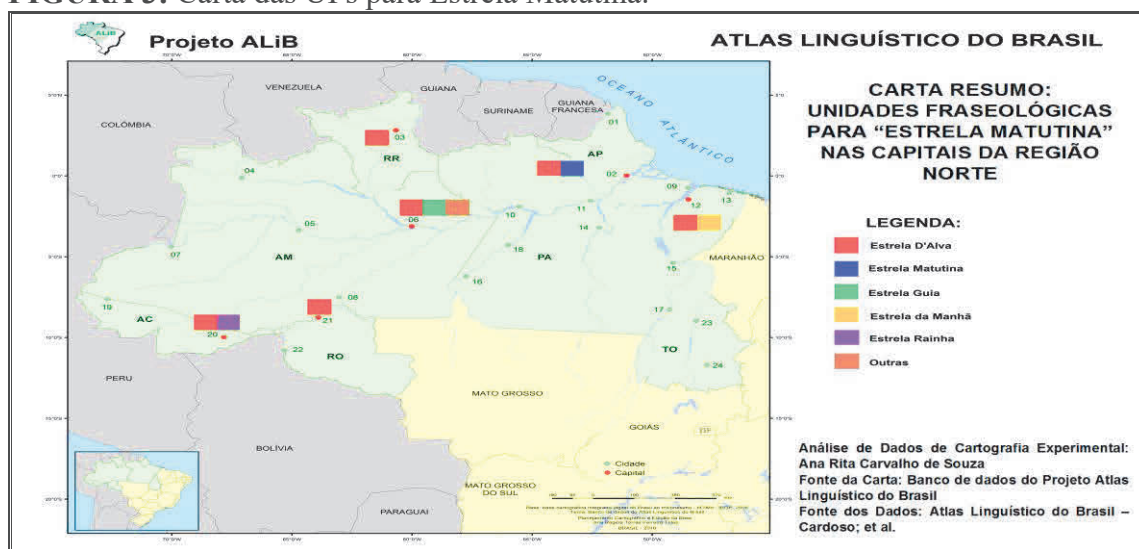 FIGURA 3: Carta das UFs para Estrela Matutina.
ALiB
Projeto ALiB
ATLAS LINGUÍSTICO DO BRASIL
CARTA RESUMO:
UNIDADES FRASEOLÓGICAS
PARA “ESTRELA MATUTINA”
NAS CAPITAIS DA REGIÃO
NORTE
LEGENDA:
Estrela D'Alva
Estrela Matutina
Estrela Guia
Estrela da Manhã
Estrela Rainha
Outras
VENEZUELA
GUIANA
SURINAME
GUIANA
FRANCESA
OCEANO
ATLÂNTICO
COLÔMBIA
01
03
RR
AP
02
04
09
06
10
11
12
13
05
14
07
AM
18
PA
MARANHÃO
15
16
19
08
17
AC
23
20
21
22
RO
TO
24
PERU
MATO GROSSO
BOLÍVIA
GOIÁS
DF
Cidade
Capital
MATO GROSSO
DO SUL
PARAGUAI
Análise de Dados de Cartografia Experimental:
Ana Rita Carvalho de Souza
Fonte da Carta: Banco de dados do Projeto Atlas
Linguístico do Brasil
Fonte dos Dados: Atlas Linguístico do Brasil –
Cardoso; et al.